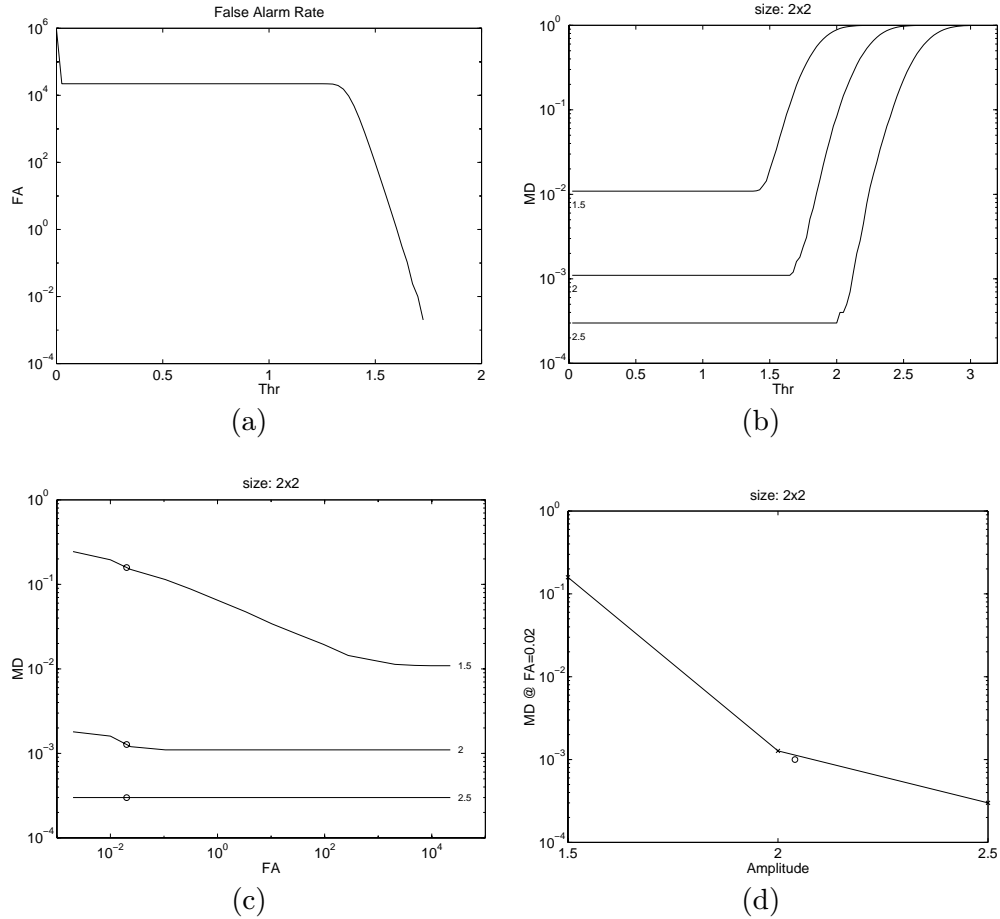 False Alarm Rate
10^6
10^4
10^2
10^0
10^-2
10^-4
FA
0 0.5 1 1.5 2
Thr
(a)
size: 2x2
10^0
10^-1
10^-2
10^-3
10^-4
MD
1.5
2
2.5
0 0.5 1 1.5 2 2.5 3
Thr
(b)
size: 2x2
10^0
10^-1
10^-2
10^-3
10^-4
MD
1.5
2
2.5
10^-2 10^0 10^2 10^4
FA
(c)
size: 2x2
10^0
10^-1
10^-2
10^-3
10^-4
MD @ FA=0.02
1.5 2 2.5
Amplitude
(d)